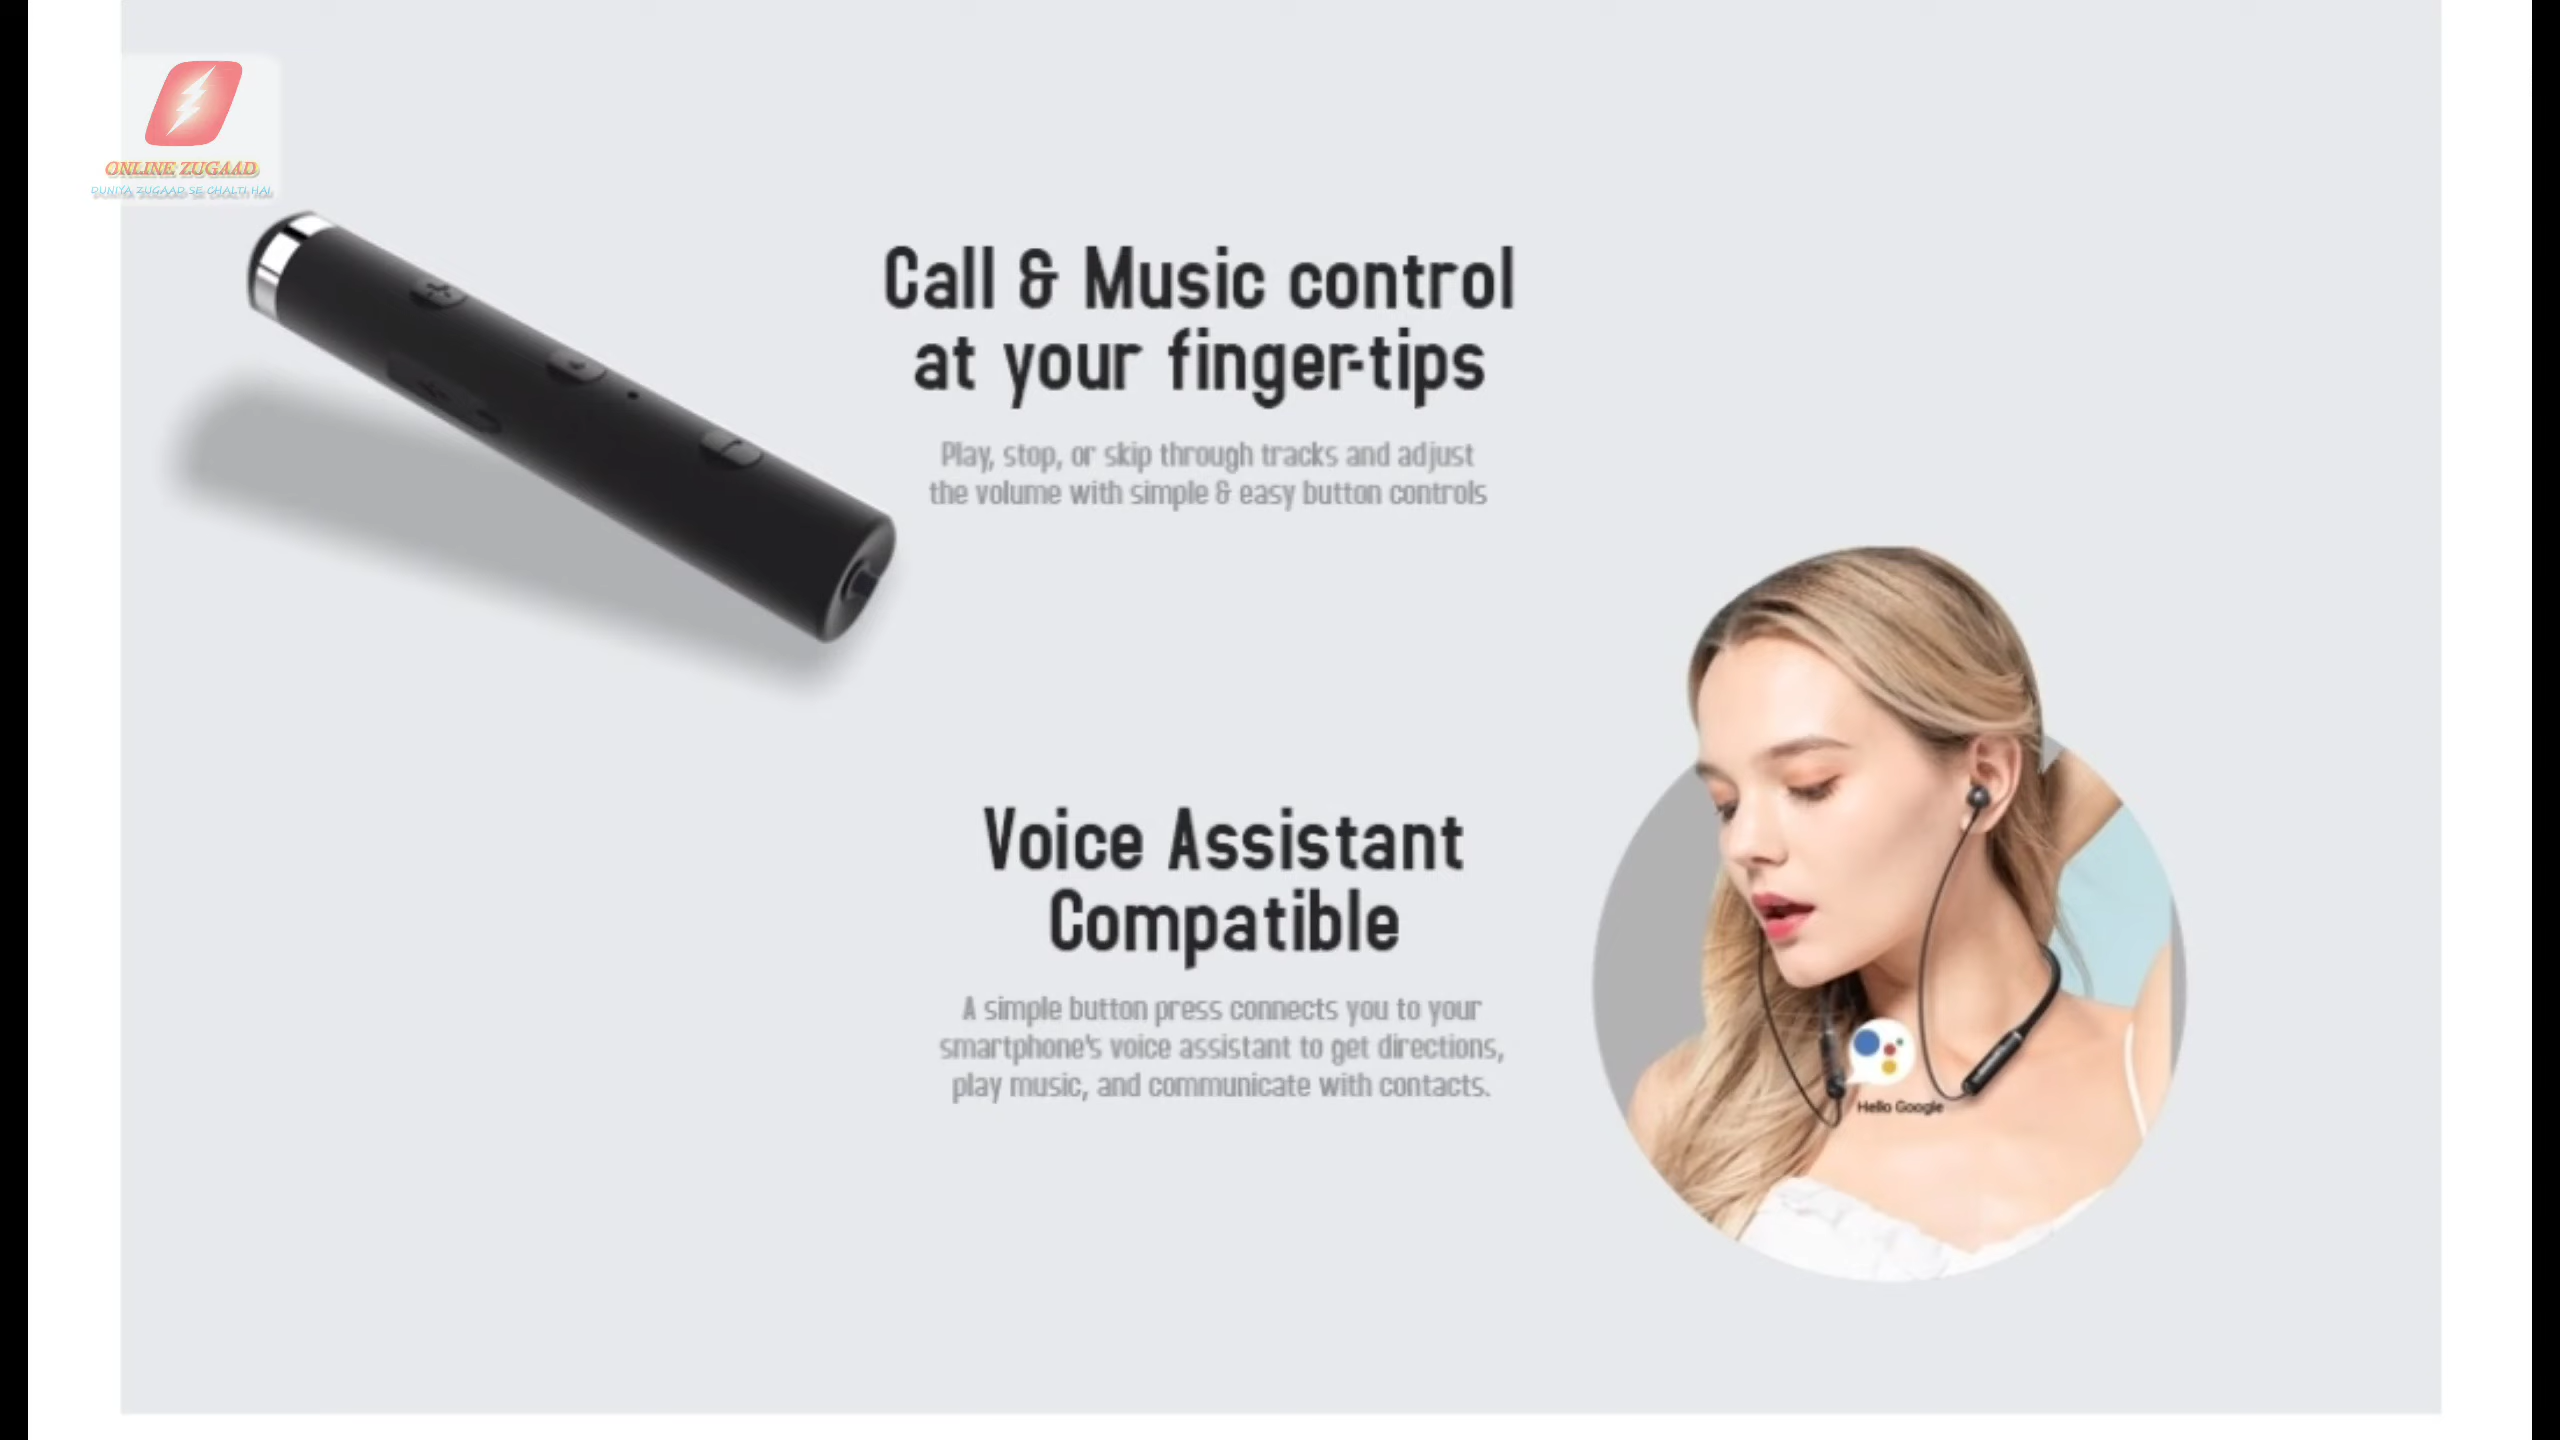 ONLINE ZUGAAD
DUNIYA ZUGAAD SE CHALTI HAI
Call & Music control
at your finger-tips
Play, stop, or skip through tracks and adjust
the volume with simple & easy button controls
Voice Assistant
Compatible
A simple button press connects you to your
smartphone's voice assistant to get directions,
play music, and communicate with contacts.
Hello Google